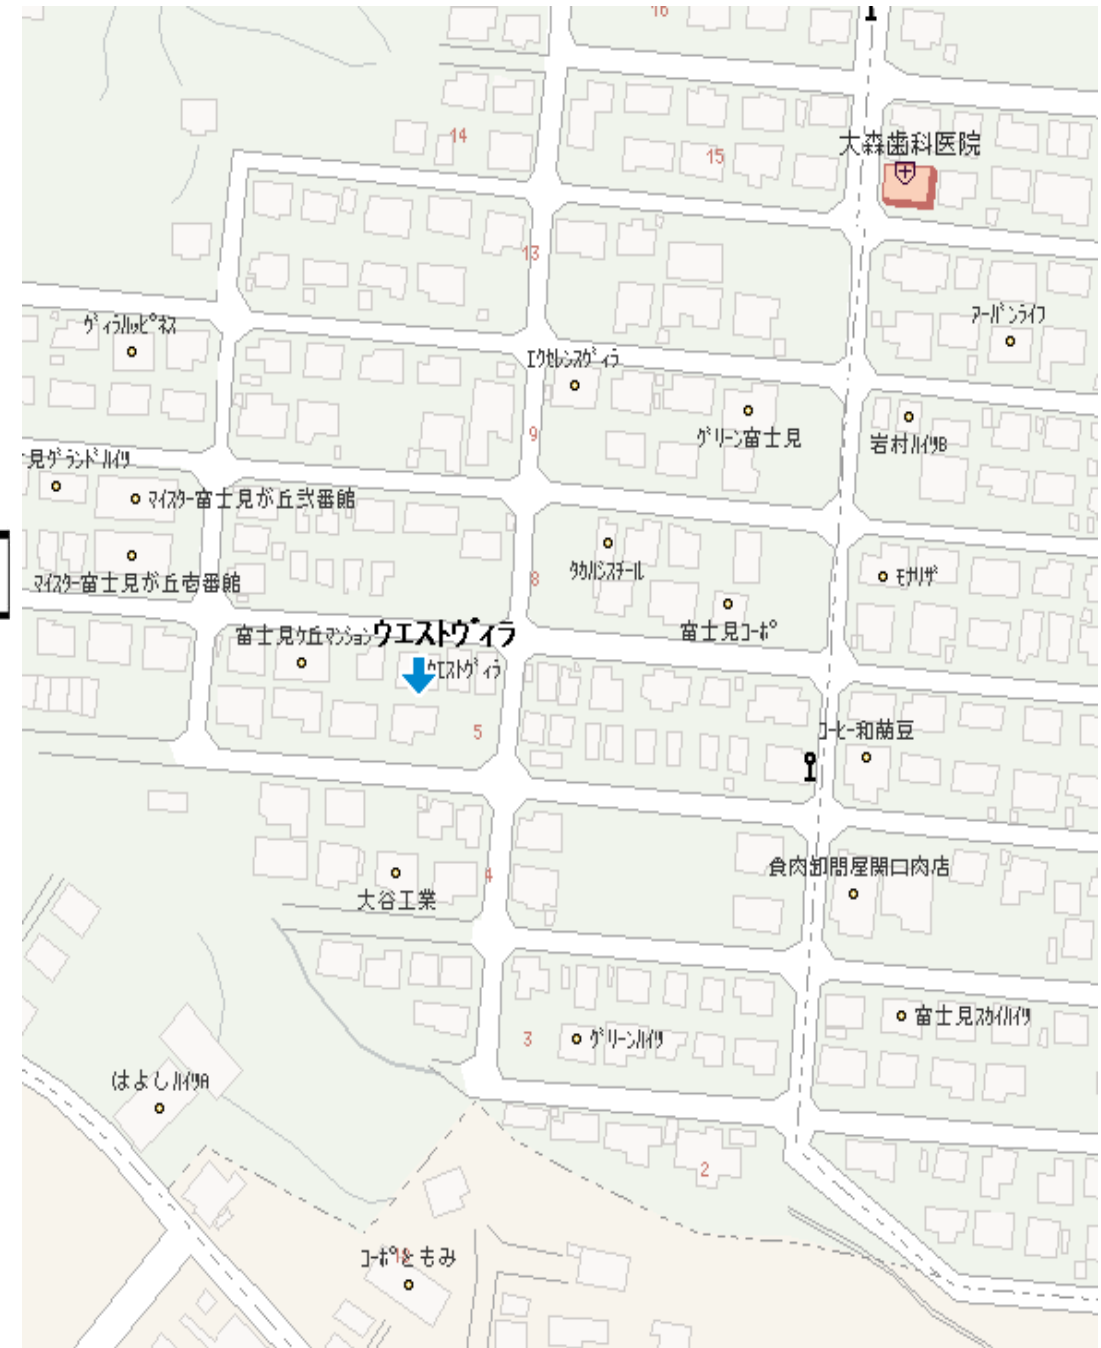 16
14
15
大森歯科医院
13
ヴィラハッピネス
アーバンライフ
エクセレンスヴィラ
9
グリーン富士見
岩村ハイツB
見グランドハイツ
マイスター富士見が丘弐番館
タカハシスチール
8
モナリザ
マイスター富士見が丘壱番館
富士見コーポ
富士見ケ丘マンション
ウエストヴィラ
ウエストヴィラ
5
コーヒー和蘭豆
食肉卸問屋関口肉店
4
大谷工業
富士見スカイハイツ
3
グリーンハイツ
はよしハイツA
2
18
コーポともみ